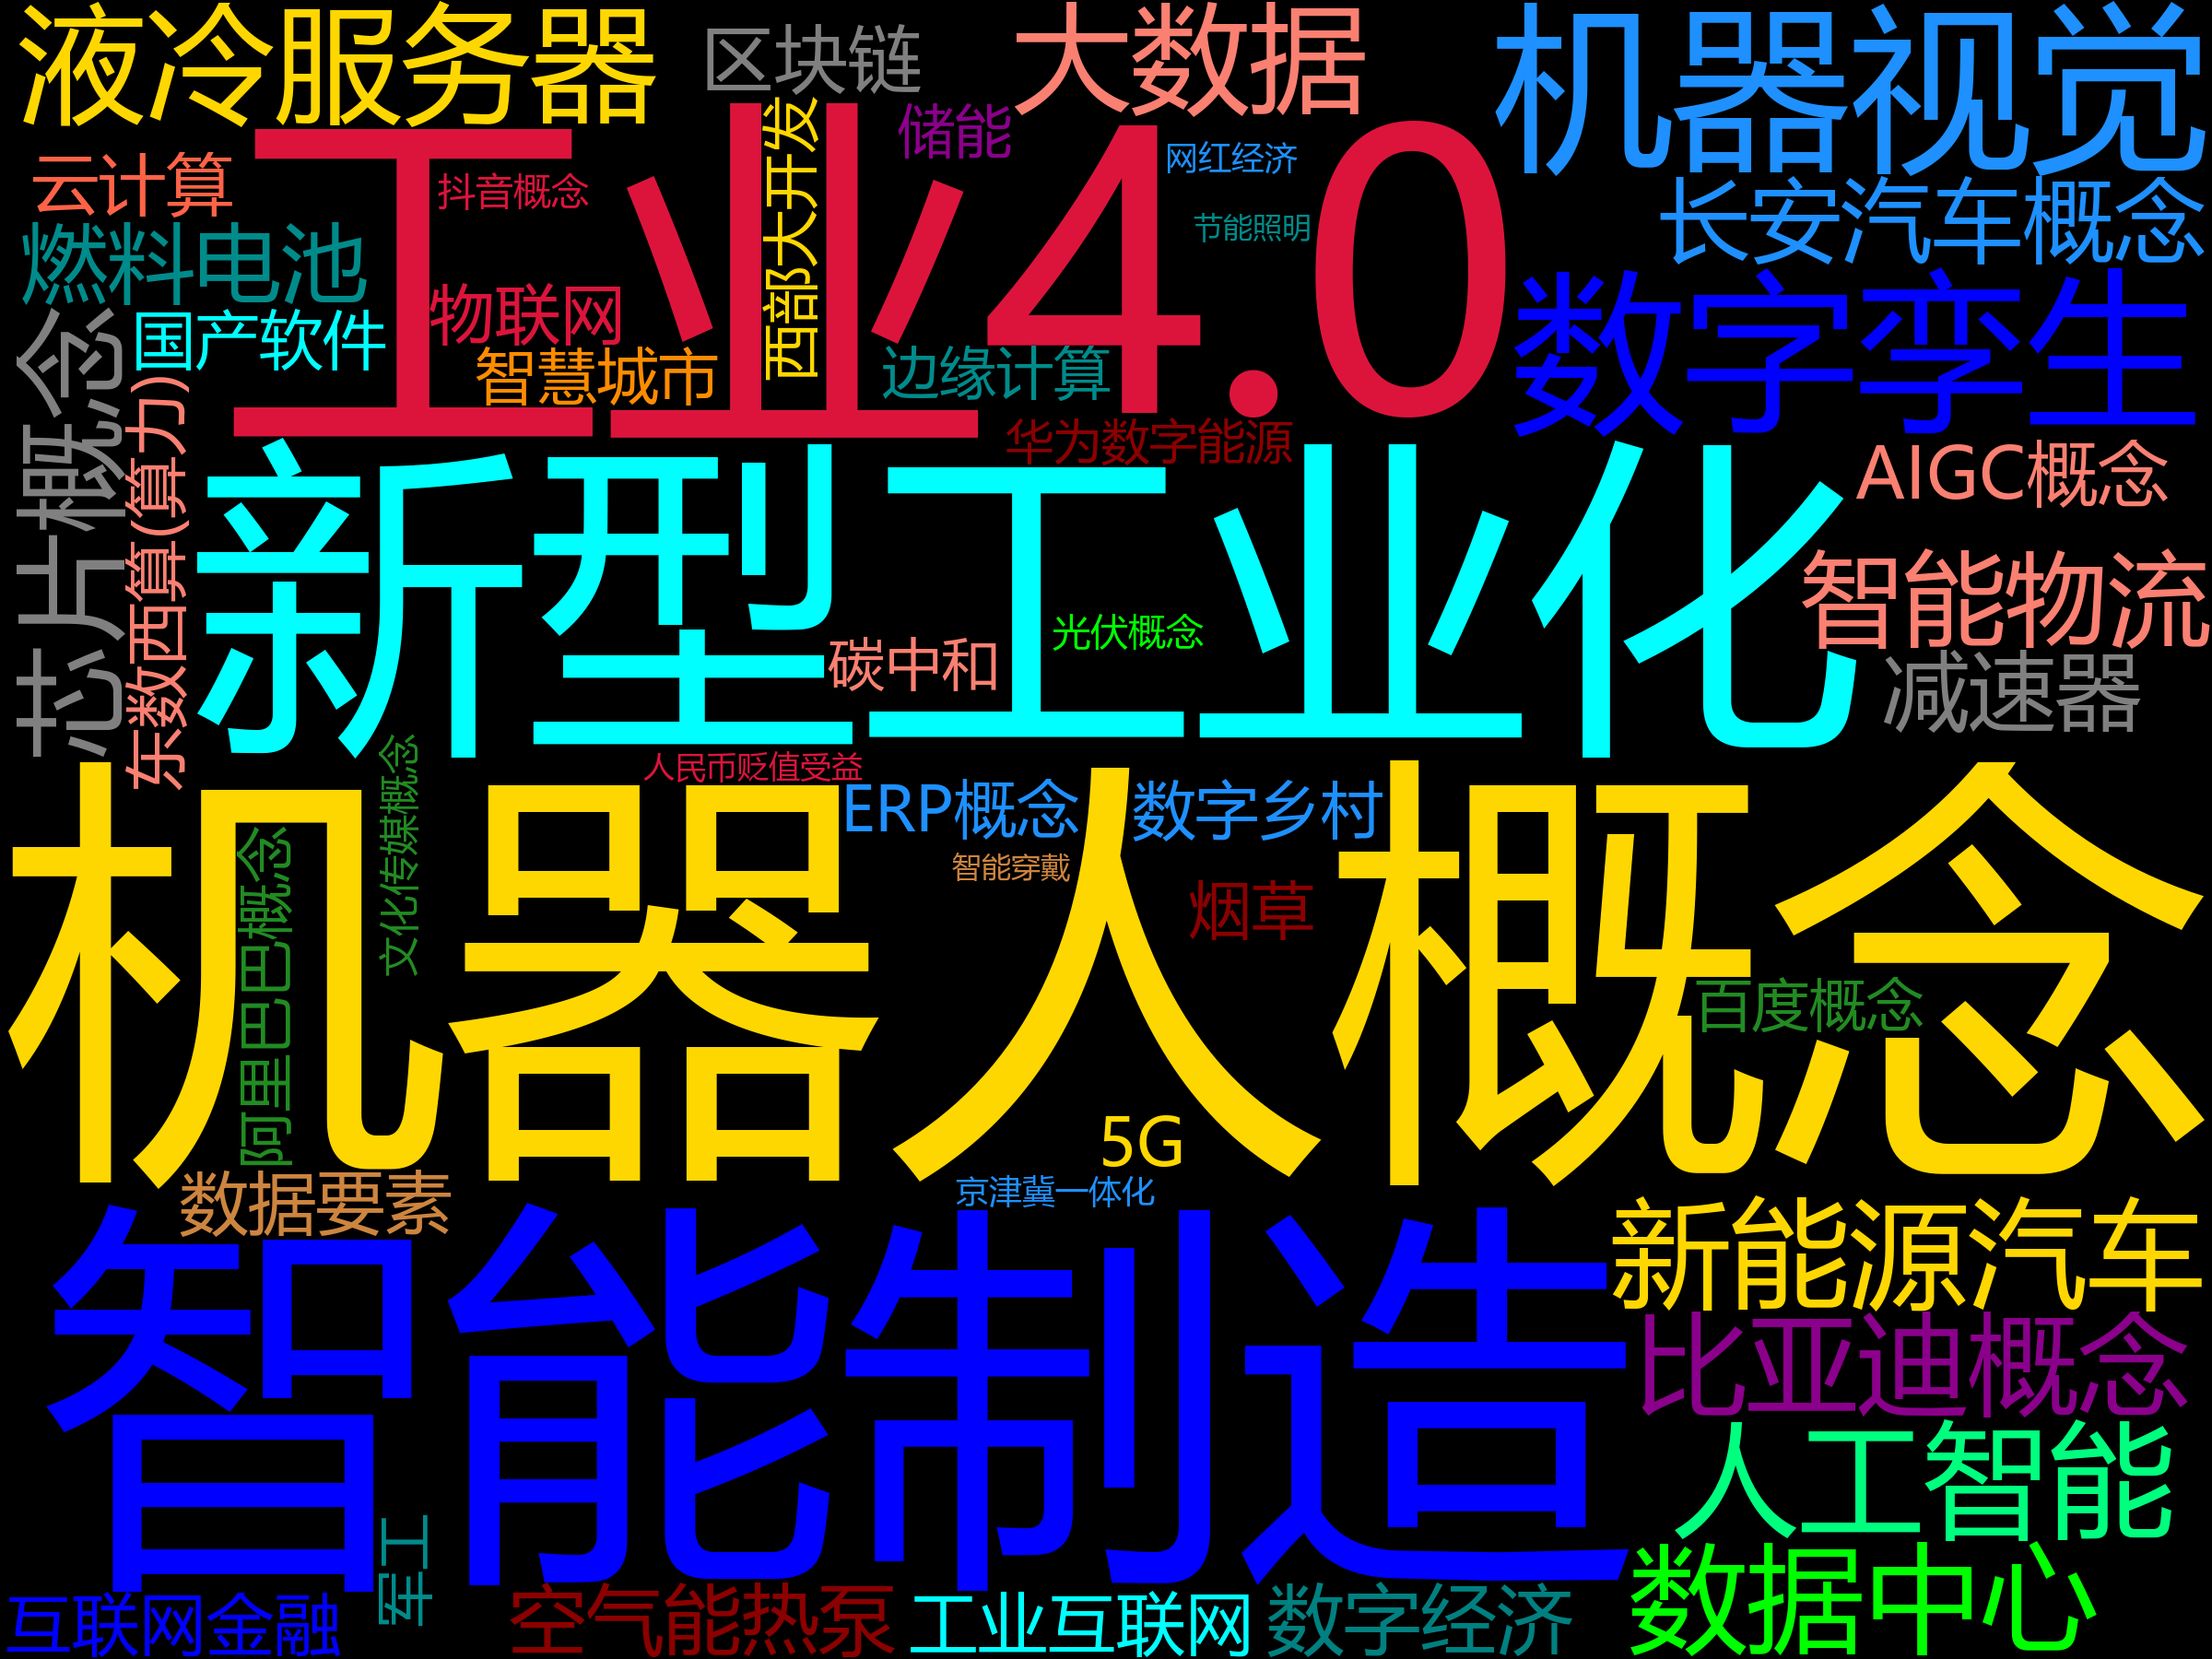 液冷服务器
区块链
大数据
机器视觉
云计算
储能
网红经济
抖音概念
西部大开发
工业4.0
节能照明
长安汽车概念
燃料电池
物联网
国产软件
智慧城市
边缘计算
数字孪生
华为数字能源
芯片概念
东数西算(算力)
新型工业化
AIGC概念
智能物流
光伏概念
碳中和
减速器
文化传媒概念
人民币贬值受益
ERP概念
数字乡村
阿里巴巴概念
智能穿戴
烟草
机器人概念
百度概念
5G
数据要素
京津冀一体化
新能源汽车
智能制造
比亚迪概念
人工智能
军工
数据中心
互联网金融
空气能热泵
工业互联网
数字经济